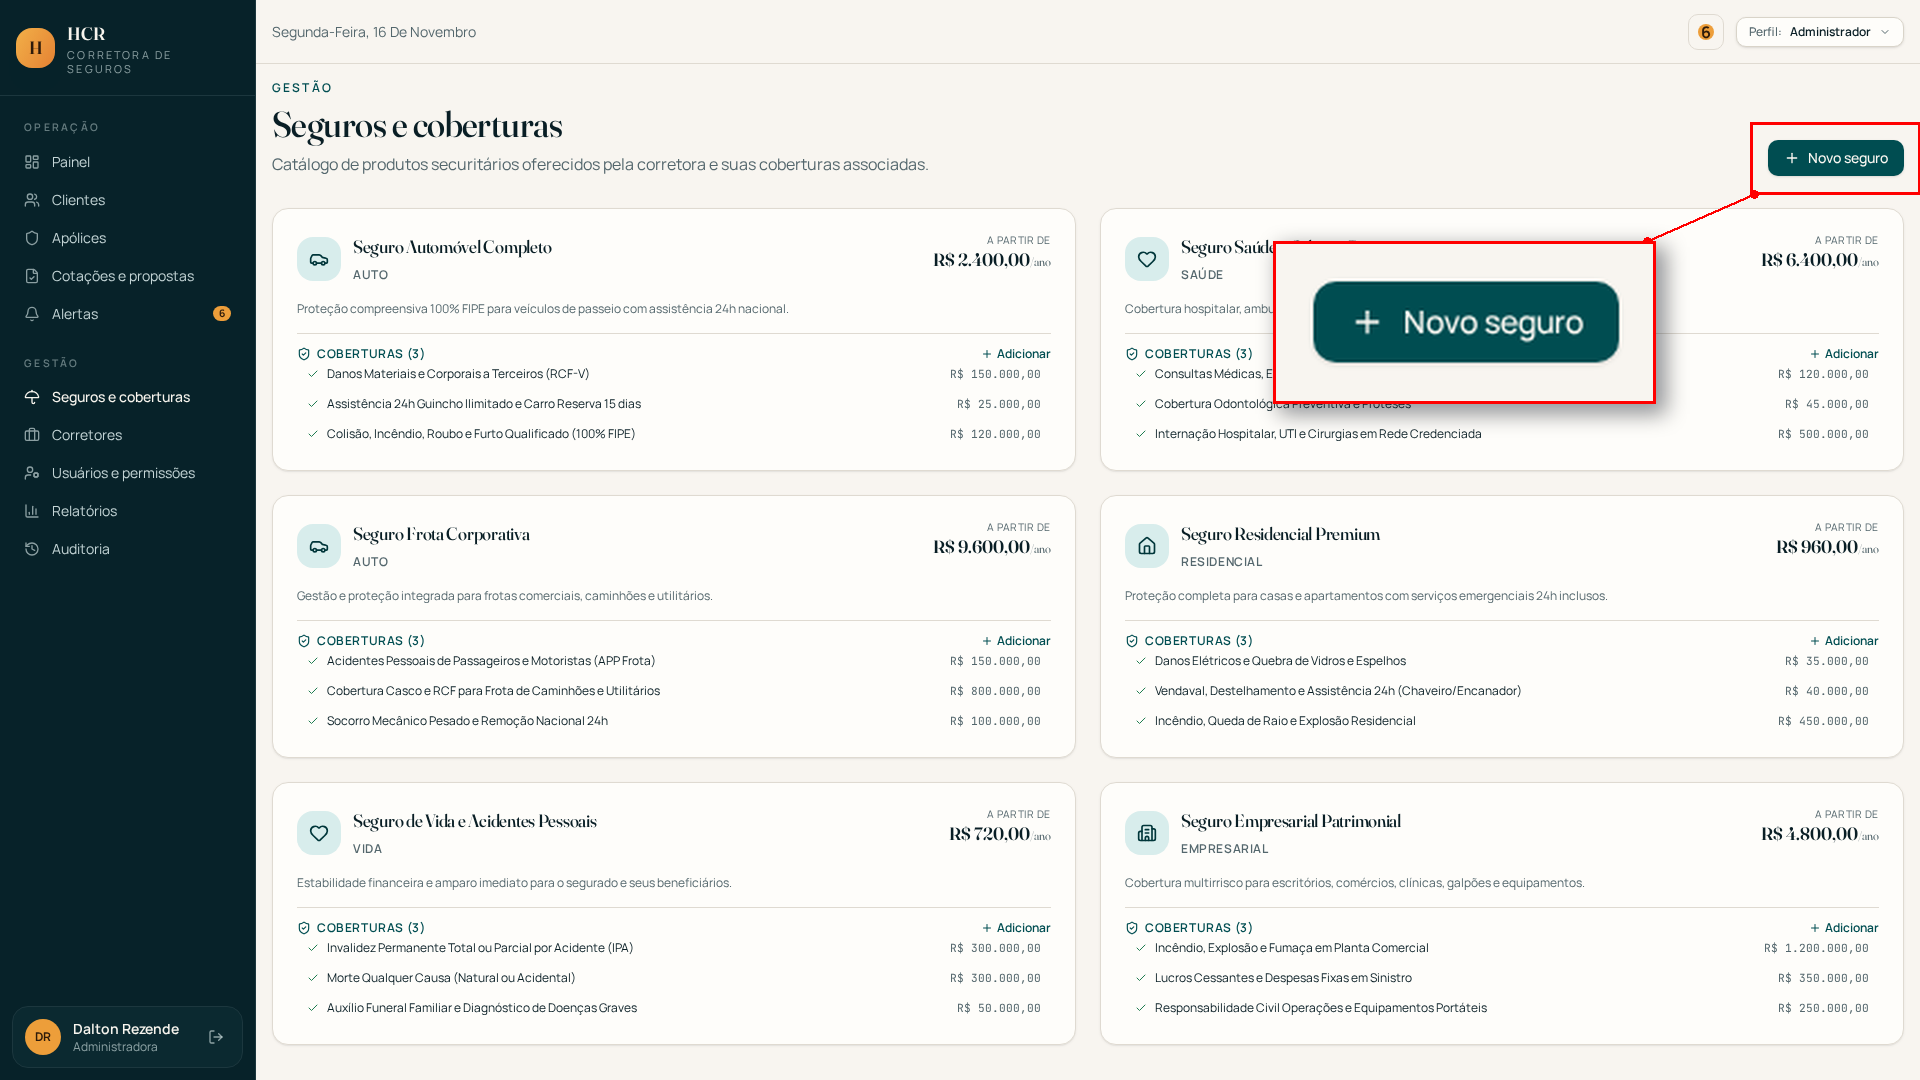 H
HCR
CORRETORA DE
SEGUROS
OPERAÇÃO
Painel
Clientes
Apólices
Cotações e propostas
Alertas
6
GESTÃO
Seguros e coberturas
Corretores
Usuários e permissões
Relatórios
Auditoria
DR
Dalton Rezende
Administradora
Segunda-Feira, 16 De Novembro
6
Perfil: Administrador
GESTÃO
Seguros e coberturas
Catálogo de produtos securitários oferecidos pela corretora e suas coberturas associadas.
+ Novo seguro
Seguro Automóvel Completo
AUTO
A PARTIR DE
R$ 2.400,00 /ano
Proteção compreensiva 100% FIPE para veículos de passeio com assistência 24h nacional.
COBERTURAS (3)
+ Adicionar
Danos Materiais e Corporais a Terceiros (RCF-V) R$ 150.000,00
Assistência 24h Guincho Ilimitado e Carro Reserva 15 dias R$ 25.000,00
Colisão, Incêndio, Roubo e Furto Qualificado (100% FIPE) R$ 120.000,00
Seguro Saúde
SAÚDE
A PARTIR DE
R$ 6.400,00 /ano
Cobertura hospitalar, ambu
+ Novo seguro
COBERTURAS (3)
+ Adicionar
Consultas Médicas, E R$ 120.000,00
Cobertura Odontológica Preventiva e Próteses R$ 45.000,00
Internação Hospitalar, UTI e Cirurgias em Rede Credenciada R$ 500.000,00
Seguro Frota Corporativa
AUTO
A PARTIR DE
R$ 9.600,00 /ano
Gestão e proteção integrada para frotas comerciais, caminhões e utilitários.
COBERTURAS (3)
+ Adicionar
Acidentes Pessoais de Passageiros e Motoristas (APP Frota) R$ 150.000,00
Cobertura Casco e RCF para Frota de Caminhões e Utilitários R$ 800.000,00
Socorro Mecânico Pesado e Remoção Nacional 24h R$ 100.000,00
Seguro Residencial Premium
RESIDENCIAL
A PARTIR DE
R$ 960,00 /ano
Proteção completa para casas e apartamentos com serviços emergenciais 24h inclusos.
COBERTURAS (3)
+ Adicionar
Danos Elétricos e Quebra de Vidros e Espelhos R$ 35.000,00
Vendaval, Destelhamento e Assistência 24h (Chaveiro/Encanador) R$ 40.000,00
Incêndio, Queda de Raio e Explosão Residencial R$ 450.000,00
Seguro de Vida e Acidentes Pessoais
VIDA
A PARTIR DE
R$ 720,00 /ano
Estabilidade financeira e amparo imediato para o segurado e seus beneficiários.
COBERTURAS (3)
+ Adicionar
Invalidez Permanente Total ou Parcial por Acidente (IPA) R$ 300.000,00
Morte Qualquer Causa (Natural ou Acidental) R$ 300.000,00
Auxílio Funeral Familiar e Diagnóstico de Doenças Graves R$ 50.000,00
Seguro Empresarial Patrimonial
EMPRESARIAL
A PARTIR DE
R$ 4.800,00 /ano
Cobertura multirrisco para escritórios, comércios, clínicas, galpões e equipamentos.
COBERTURAS (3)
+ Adicionar
Incêndio, Explosão e Fumaça em Planta Comercial R$ 1.200.000,00
Lucros Cessantes e Despesas Fixas em Sinistro R$ 350.000,00
Responsabilidade Civil Operações e Equipamentos Portáteis R$ 250.000,00